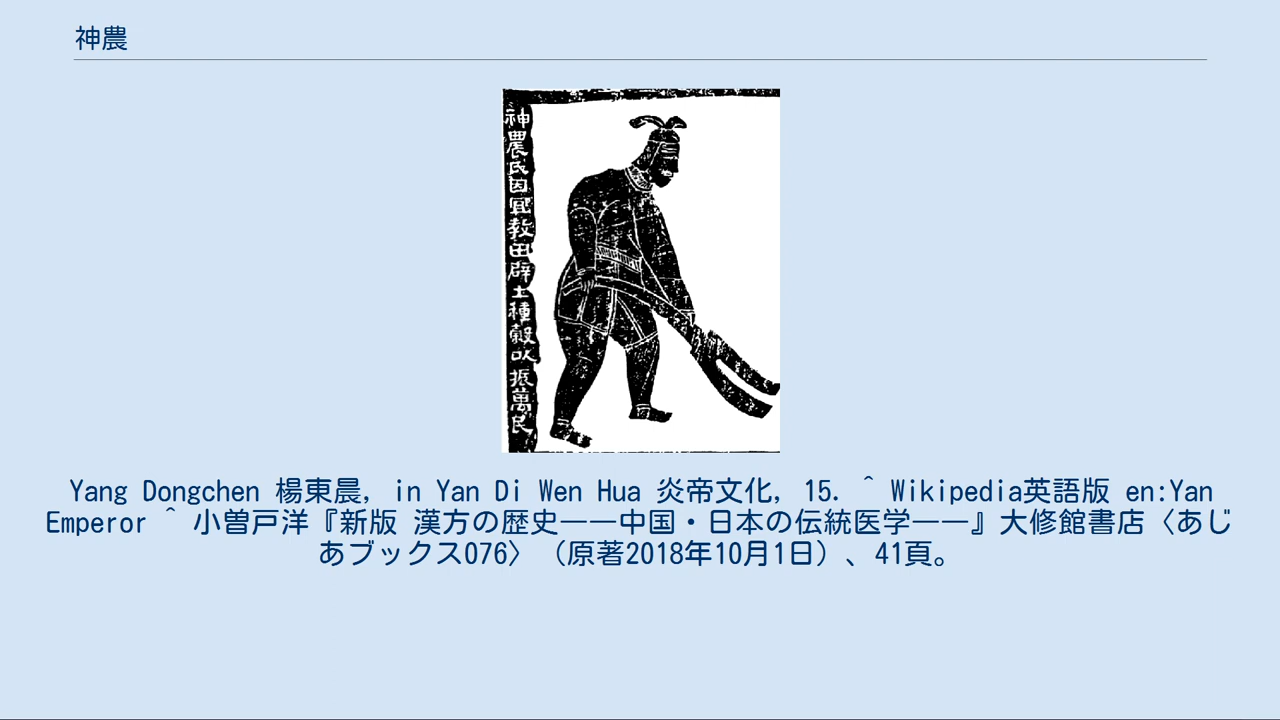 神農
神農氏因宜教田辟土種穀以振萬民
Yang Dongchen 楊東晨, in Yan Di Wen Hua 炎帝文化, 15. ^ Wikipedia英語版 en:Yan
Emperor ^ 小曽戸洋『新版 漢方の歴史――中国・日本の伝統医学――』大修館書店〈あじ
あブックス076〉（原著2018年10月1日）、41頁。